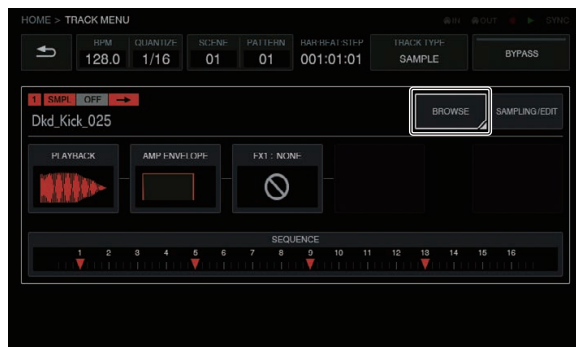 HOME > TRACK MENU
IN OUT SYNC
BPM QUANTIZE SCENE PATTERN BAR:BEAT:STEP TRACK TYPE
128.0 1/16 01 01 001:01:01 SAMPLE BYPASS
1 SMPL OFF
Dkd_Kick_025 BROWSE SAMPLING/EDIT
PLAYBACK AMP ENVELOPE FX1 : NONE
SEQUENCE
1 2 3 4 5 6 7 8 9 10 11 12 13 14 15 16